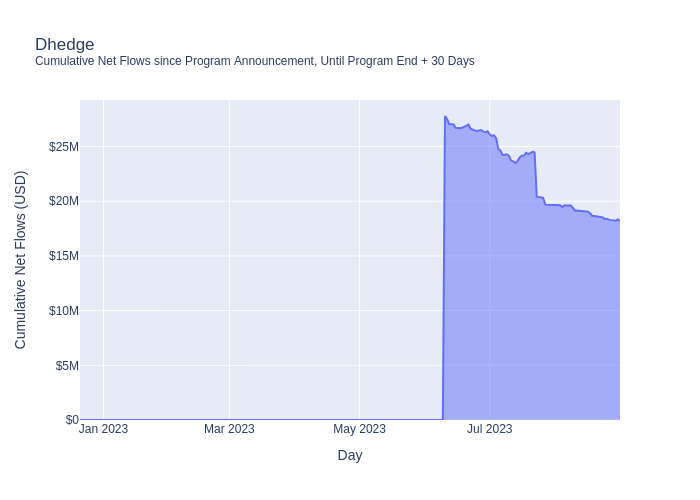 Dhedge
Cumulative Net Flows since Program Announcement, Until Program End + 30 Days
Cumulative Net Flows (USD)
$25M
$20M
$15M
$10M
$5M
$0
Jan 2023
Mar 2023
May 2023
Jul 2023
Day